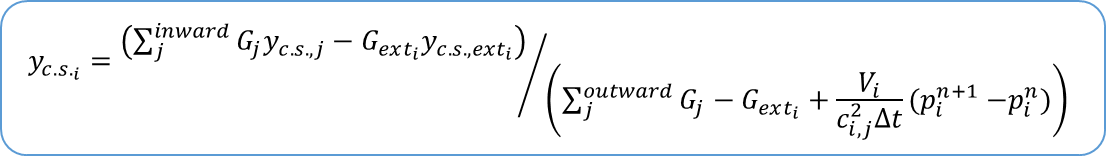 y_{c.s._i} = (∑_j^{inward} G_j y_{c.s.,j} − G_{ext_i} y_{c.s.,ext_i}) / (∑_j^{outward} G_j − G_{ext_i} + \frac{V_i}{c_{i,j}^2 Δt} (p_i^{n+1} − p_i^n))